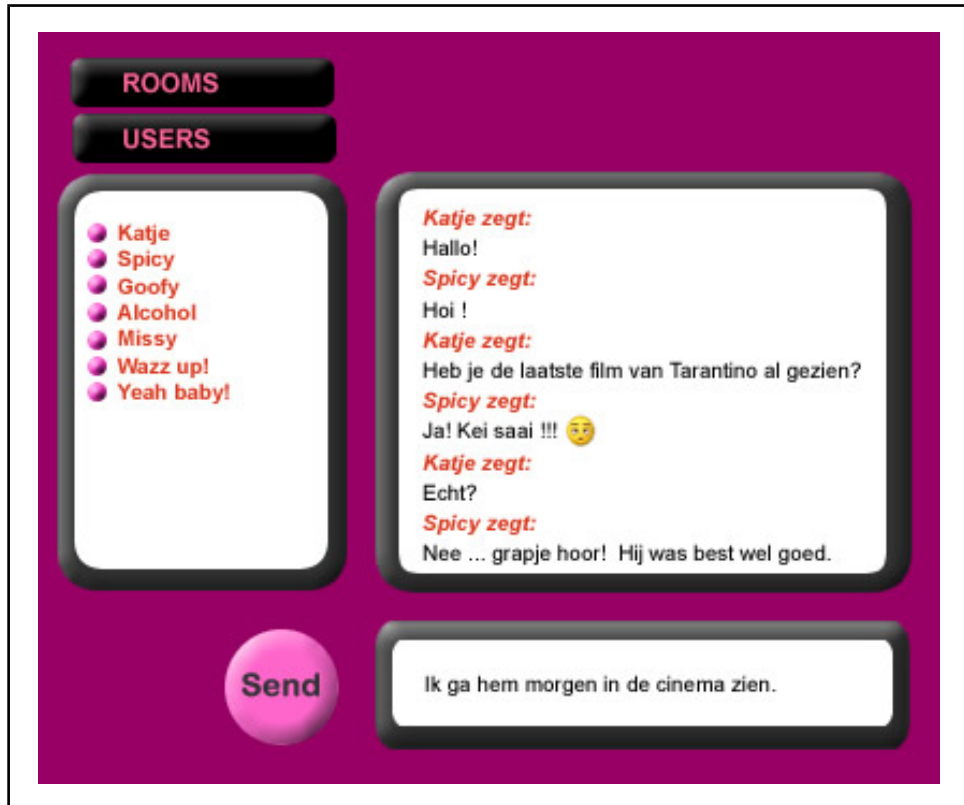 ROOMS
USERS
Katje
Spicy
Goofy
Alcohol
Missy
Wazz up!
Yeah baby!
Katje zegt:
Hallo!
Spicy zegt:
Hoi !
Katje zegt:
Heb je de laatste film van Tarantino al gezien?
Spicy zegt:
Ja! Kei saai !!!
Katje zegt:
Echt?
Spicy zegt:
Nee ... grapje hoor! Hij was best wel goed.
Send
Ik ga hem morgen in de cinema zien.